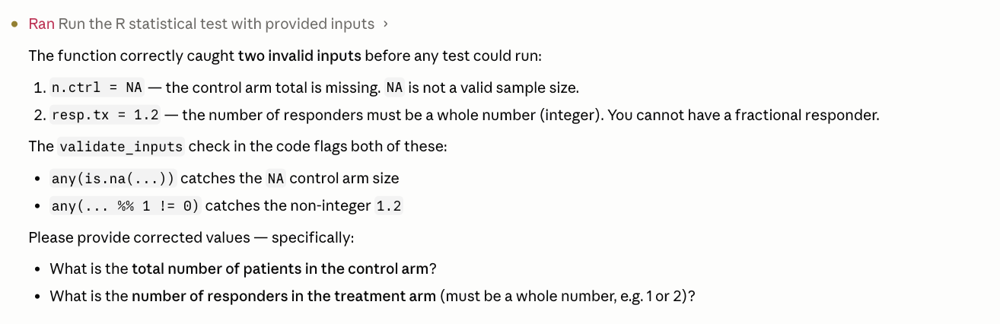 Ran Run the R statistical test with provided inputs
The function correctly caught two invalid inputs before any test could run:
1. n.ctrl = NA — the control arm total is missing. NA is not a valid sample size.
2. resp.tx = 1.2 — the number of responders must be a whole number (integer). You cannot have a fractional responder.
The validate_inputs check in the code flags both of these:
• any(is.na(...)) catches the NA control arm size
• any(... %% 1 != 0) catches the non-integer 1.2
Please provide corrected values — specifically:
• What is the total number of patients in the control arm?
• What is the number of responders in the treatment arm (must be a whole number, e.g. 1 or 2)?